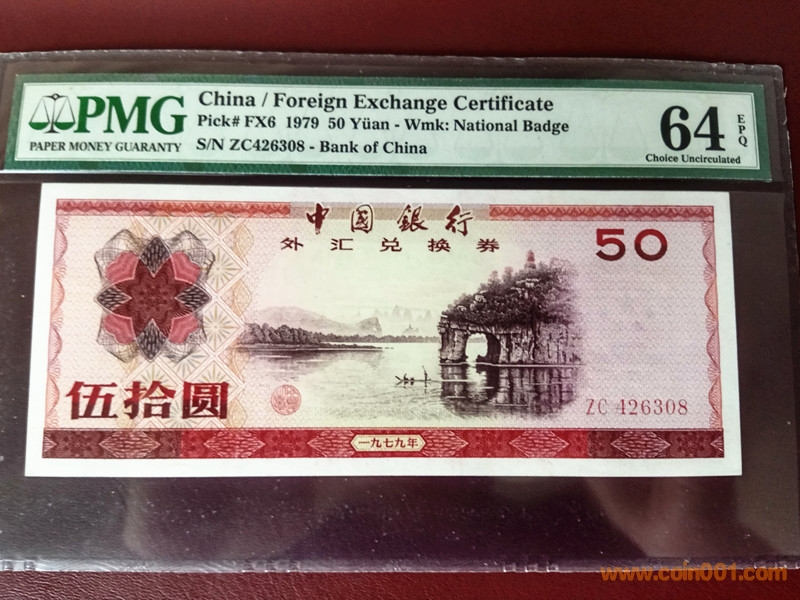 PMG
PAPER MONEY GUARANTY
China / Foreign Exchange Certificate
Pick# FX6 1979 50 Yüan - Wmk: National Badge
S/N ZC426308 - Bank of China
64
EPQ
Choice Uncirculated
中國銀行
外汇兑换券
50
伍拾圆
ZC 426308
一九七九年
www.coin001.com